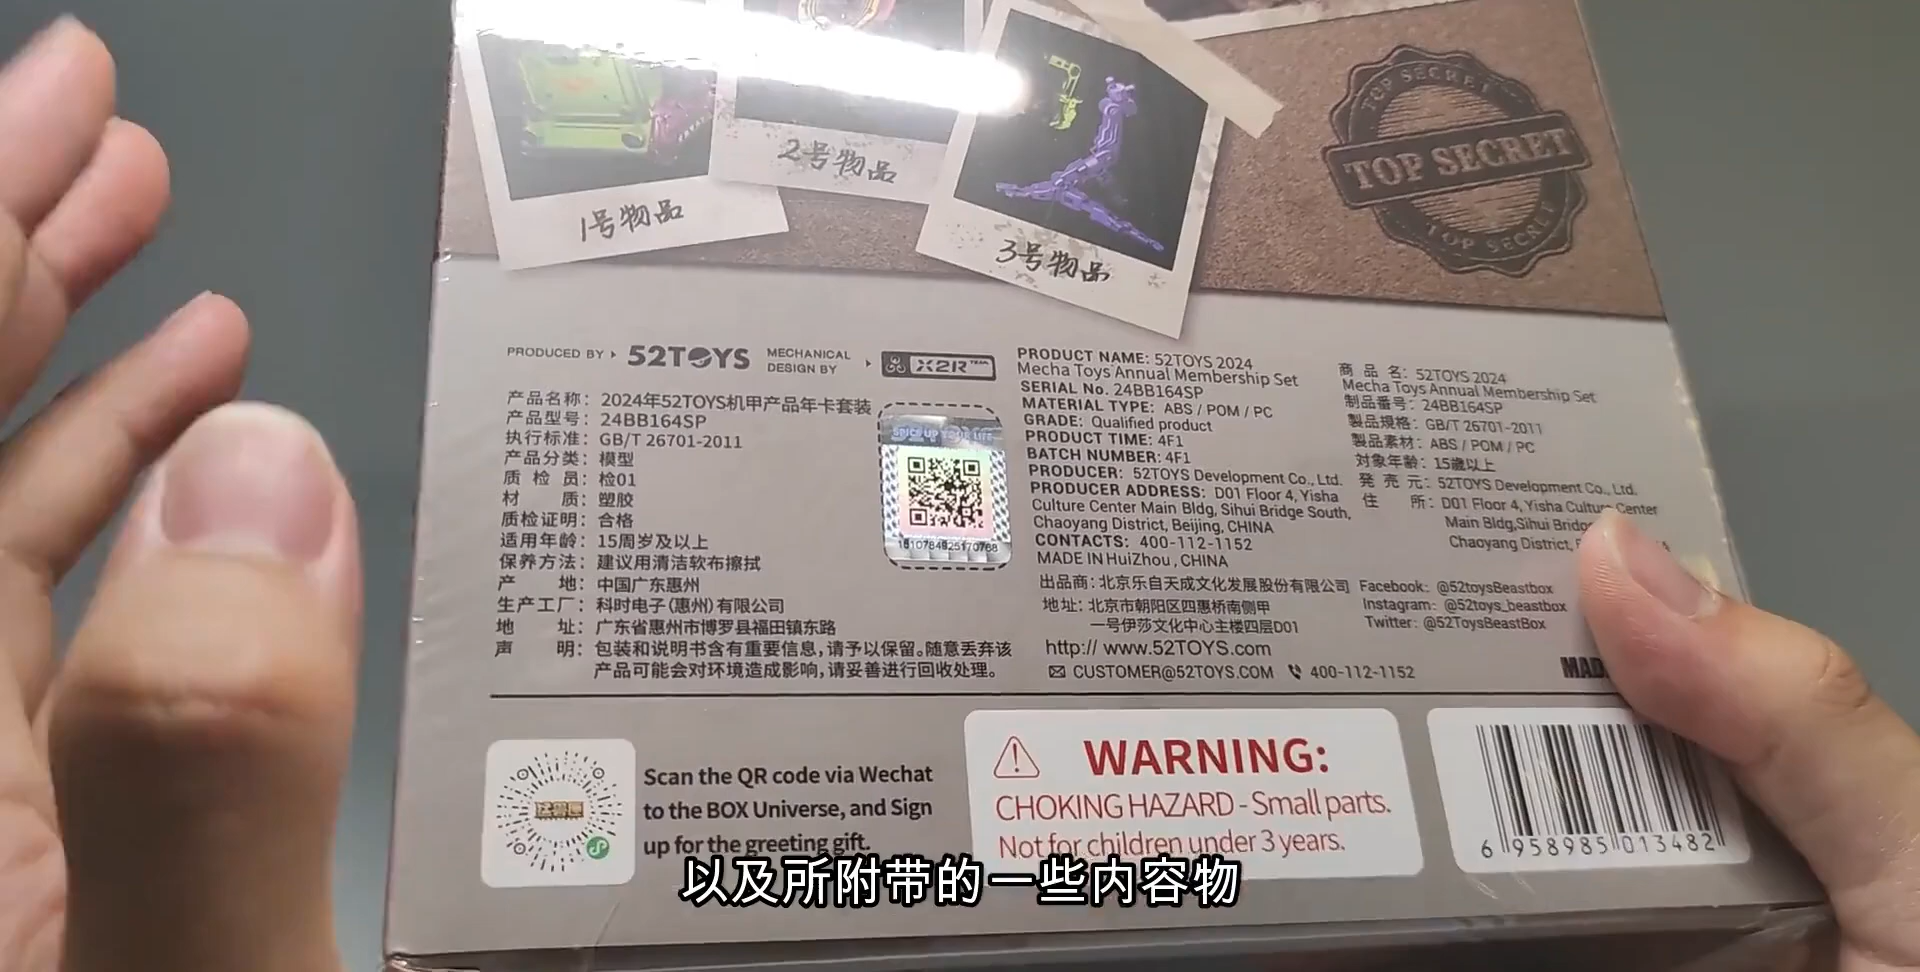 TOP SECRET
TOP SECRET
TOP SECRET
1号物品
2号物品
3号物品
PRODUCED BY
52TOYS
MECHANICAL
DESIGN BY
X2R TEAM
产品名称：2024年52TOYS机甲产品年卡套装
产品型号：24BB164SP
执行标准：GB/T 26701-2011
产品分类：模型
质检员：检01
材质：塑胶
质检证明：合格
适用年龄：15周岁及以上
保养方法：建议用清洁软布擦拭
产地：中国广东惠州
生产工厂：科时电子(惠州)有限公司
地址：广东省惠州市博罗县福田镇东路
声明：包装和说明书含有重要信息，请予以保留。随意丢弃该
产品可能会对环境造成影响，请妥善进行回收处理。
SPICE UP YOUR LIFE
PRODUCT NAME: 52TOYS 2024
Mecha Toys Annual Membership Set
SERIAL No. 24BB164SP
MATERIAL TYPE: ABS / POM / PC
GRADE: Qualified product
PRODUCT TIME: 4F1
BATCH NUMBER: 4F1
PRODUCER: 52TOYS Development Co., Ltd.
PRODUCER ADDRESS: D01 Floor 4, Yisha
Culture Center Main Bldg, Sihui Bridge South,
Chaoyang District, Beijing, CHINA
CONTACTS: 400-112-1152
MADE IN HuiZhou, CHINA
出品商：北京乐自天成文化发展股份有限公司
地址：北京市朝阳区四惠桥南侧甲
一号伊莎文化中心主楼四层D01
http:// www.52TOYS.com
CUSTOMER@52TOYS.COM 400-112-1152
商品名：52TOYS 2024
Mecha Toys Annual Membership Set
制品番号：24BB164SP
製品規格：GB/T 26701-2011
製品素材：ABS / POM / PC
対象年齢：15歳以上
発売元：52TOYS Development Co., Ltd.
住所：D01 Floor 4, Yisha Culture Center
Main Bldg,Sihui Bridge
Chaoyang District,
Facebook: @52toysBeastbox
Instagram: @52toys_beastbox
Twitter: @52ToysBeastBox
Scan the QR code via Wechat
to the BOX Universe, and Sign
up for the greeting gift.
WARNING:
CHOKING HAZARD - Small parts.
Not for children under 3 years.
6 958985 013482
以及所附带的一些内容物